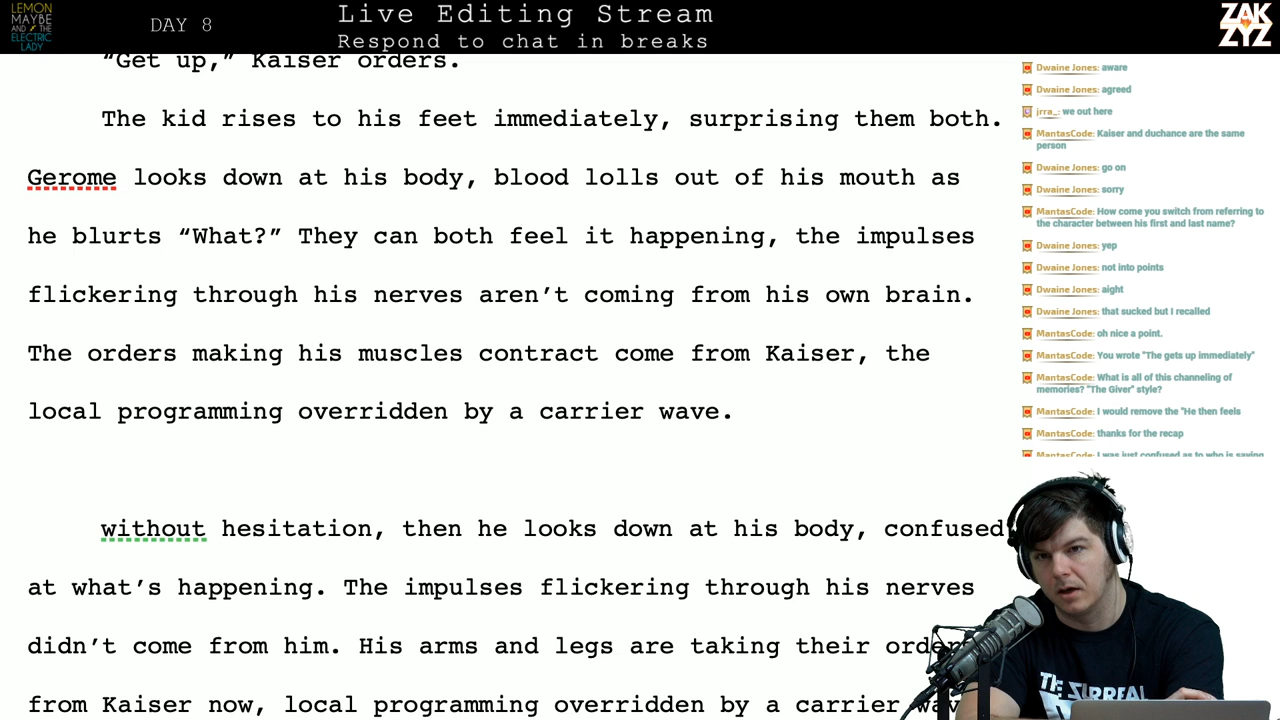 LEMON
MAYBE
AND THE
ELECTRIC
LADY
DAY 8
Live Editing Stream
Respond to chat in breaks
ZAK
ZYZ
“Get up,” Kaiser orders.
The kid rises to his feet immediately, surprising them both.
Gerome looks down at his body, blood lolls out of his mouth as
he blurts “What?” They can both feel it happening, the impulses
flickering through his nerves aren’t coming from his own brain.
The orders making his muscles contract come from Kaiser, the
local programming overridden by a carrier wave.
without hesitation, then he looks down at his body, confused
at what’s happening. The impulses flickering through his nerves
didn’t come from him. His arms and legs are taking their
from Kaiser now, local programming overridden by a carrier
Dwaine Jones: aware
Dwaine Jones: agreed
jrra_: we out here
MantasCode: Kaiser and duchance are the same
person
Dwaine Jones: go on
Dwaine Jones: sorry
MantasCode: How come you switch from referring to
the character between his first and last name?
Dwaine Jones: yep
Dwaine Jones: not into points
Dwaine Jones: aight
Dwaine Jones: that sucked but I recalled
MantasCode: oh nice a point.
MantasCode: You wrote "The gets up immediately"
MantasCode: What is all of this channeling of
memories? "The Giver" style?
MantasCode: I would remove the "He then feels
MantasCode: thanks for the recap
MantasCode: I was just confused as to who is saying
THE SURREAL